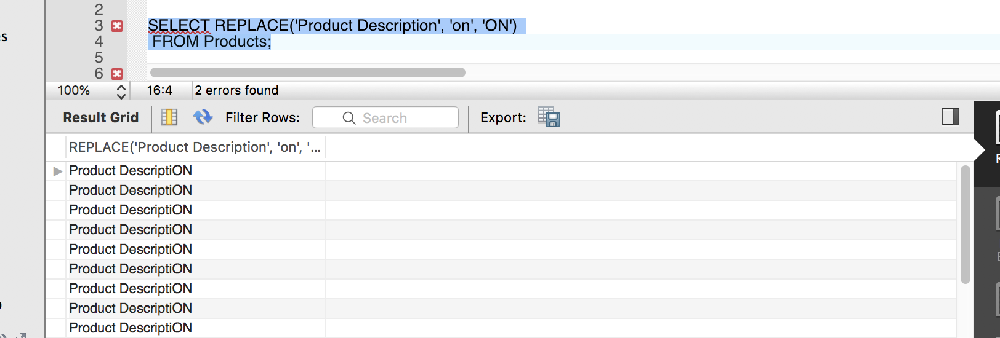 2
3 SELECT REPLACE('Product Description', 'on', 'ON')
4 FROM Products;
5
6
100% 16:4 2 errors found
Result Grid Filter Rows: Search Export:
REPLACE('Product Description', 'on', '...
Product DescriptiON
Product DescriptiON
Product DescriptiON
Product DescriptiON
Product DescriptiON
Product DescriptiON
Product DescriptiON
Product DescriptiON
Product DescriptiON